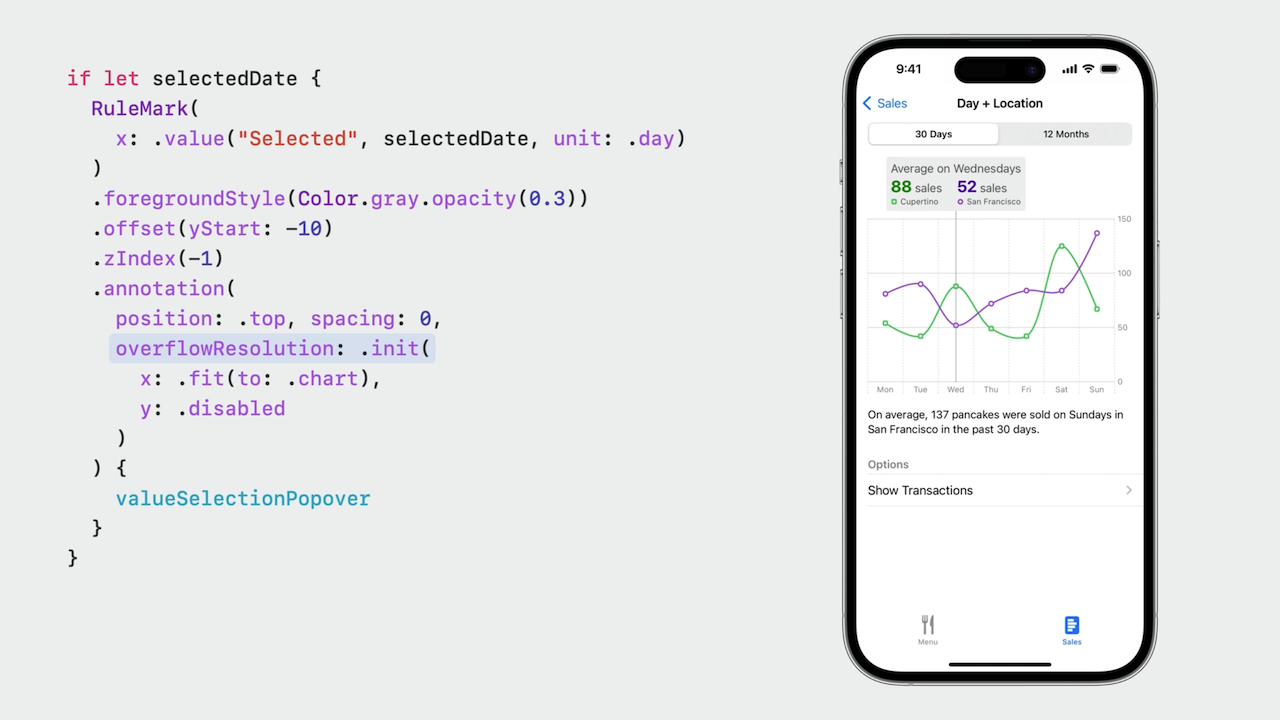 if let selectedDate {
  RuleMark(
    x: .value("Selected", selectedDate, unit: .day)
  )
  .foregroundStyle(Color.gray.opacity(0.3))
  .offset(yStart: -10)
  .zIndex(-1)
  .annotation(
    position: .top, spacing: 0,
    overflowResolution: .init(
      x: .fit(to: .chart),
      y: .disabled
    )
  ) {
    valueSelectionPopover
  }
}
9:41
Sales Day + Location
30 Days 12 Months
Average on Wednesdays
88 sales 52 sales
Cupertino San Francisco
150
100
50
0
Mon Tue Wed Thu Fri Sat Sun
On average, 137 pancakes were sold on Sundays in
San Francisco in the past 30 days.
Options
Show Transactions
Menu Sales